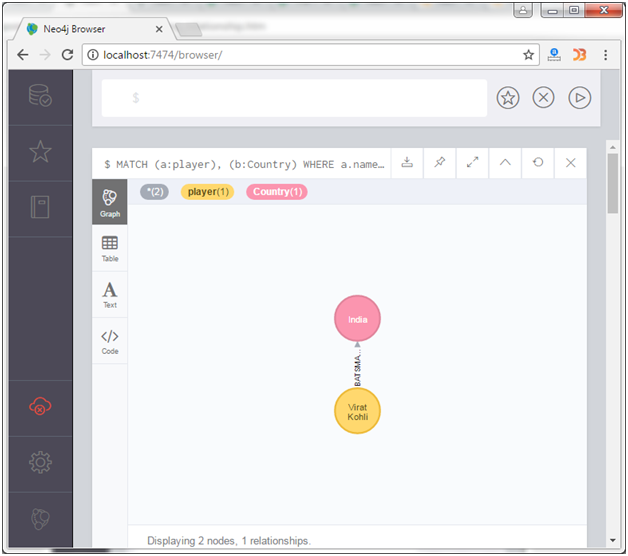 Neo4j Browser
localhost:7474/browser/
$
$ MATCH (a:player), (b:Country) WHERE a.name…
*(2) player(1) Country(1)
Graph
Table
Text
Code
India
BATSMA…
Virat
Kohli
Displaying 2 nodes, 1 relationships.